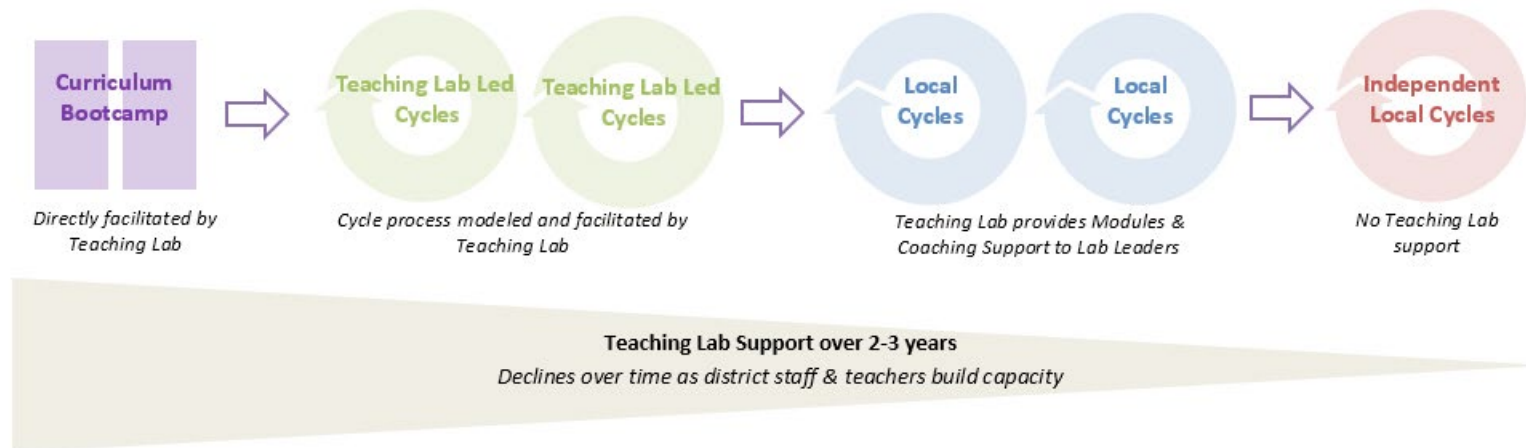 Curriculum
Bootcamp
Teaching Lab Led
Cycles
Teaching Lab Led
Cycles
Local
Cycles
Local
Cycles
Independent
Local Cycles
Directly facilitated by
Teaching Lab
Cycle process modeled and facilitated by
Teaching Lab
Teaching Lab provides Modules &
Coaching Support to Lab Leaders
No Teaching Lab
support
Teaching Lab Support over 2-3 years
Declines over time as district staff & teachers build capacity